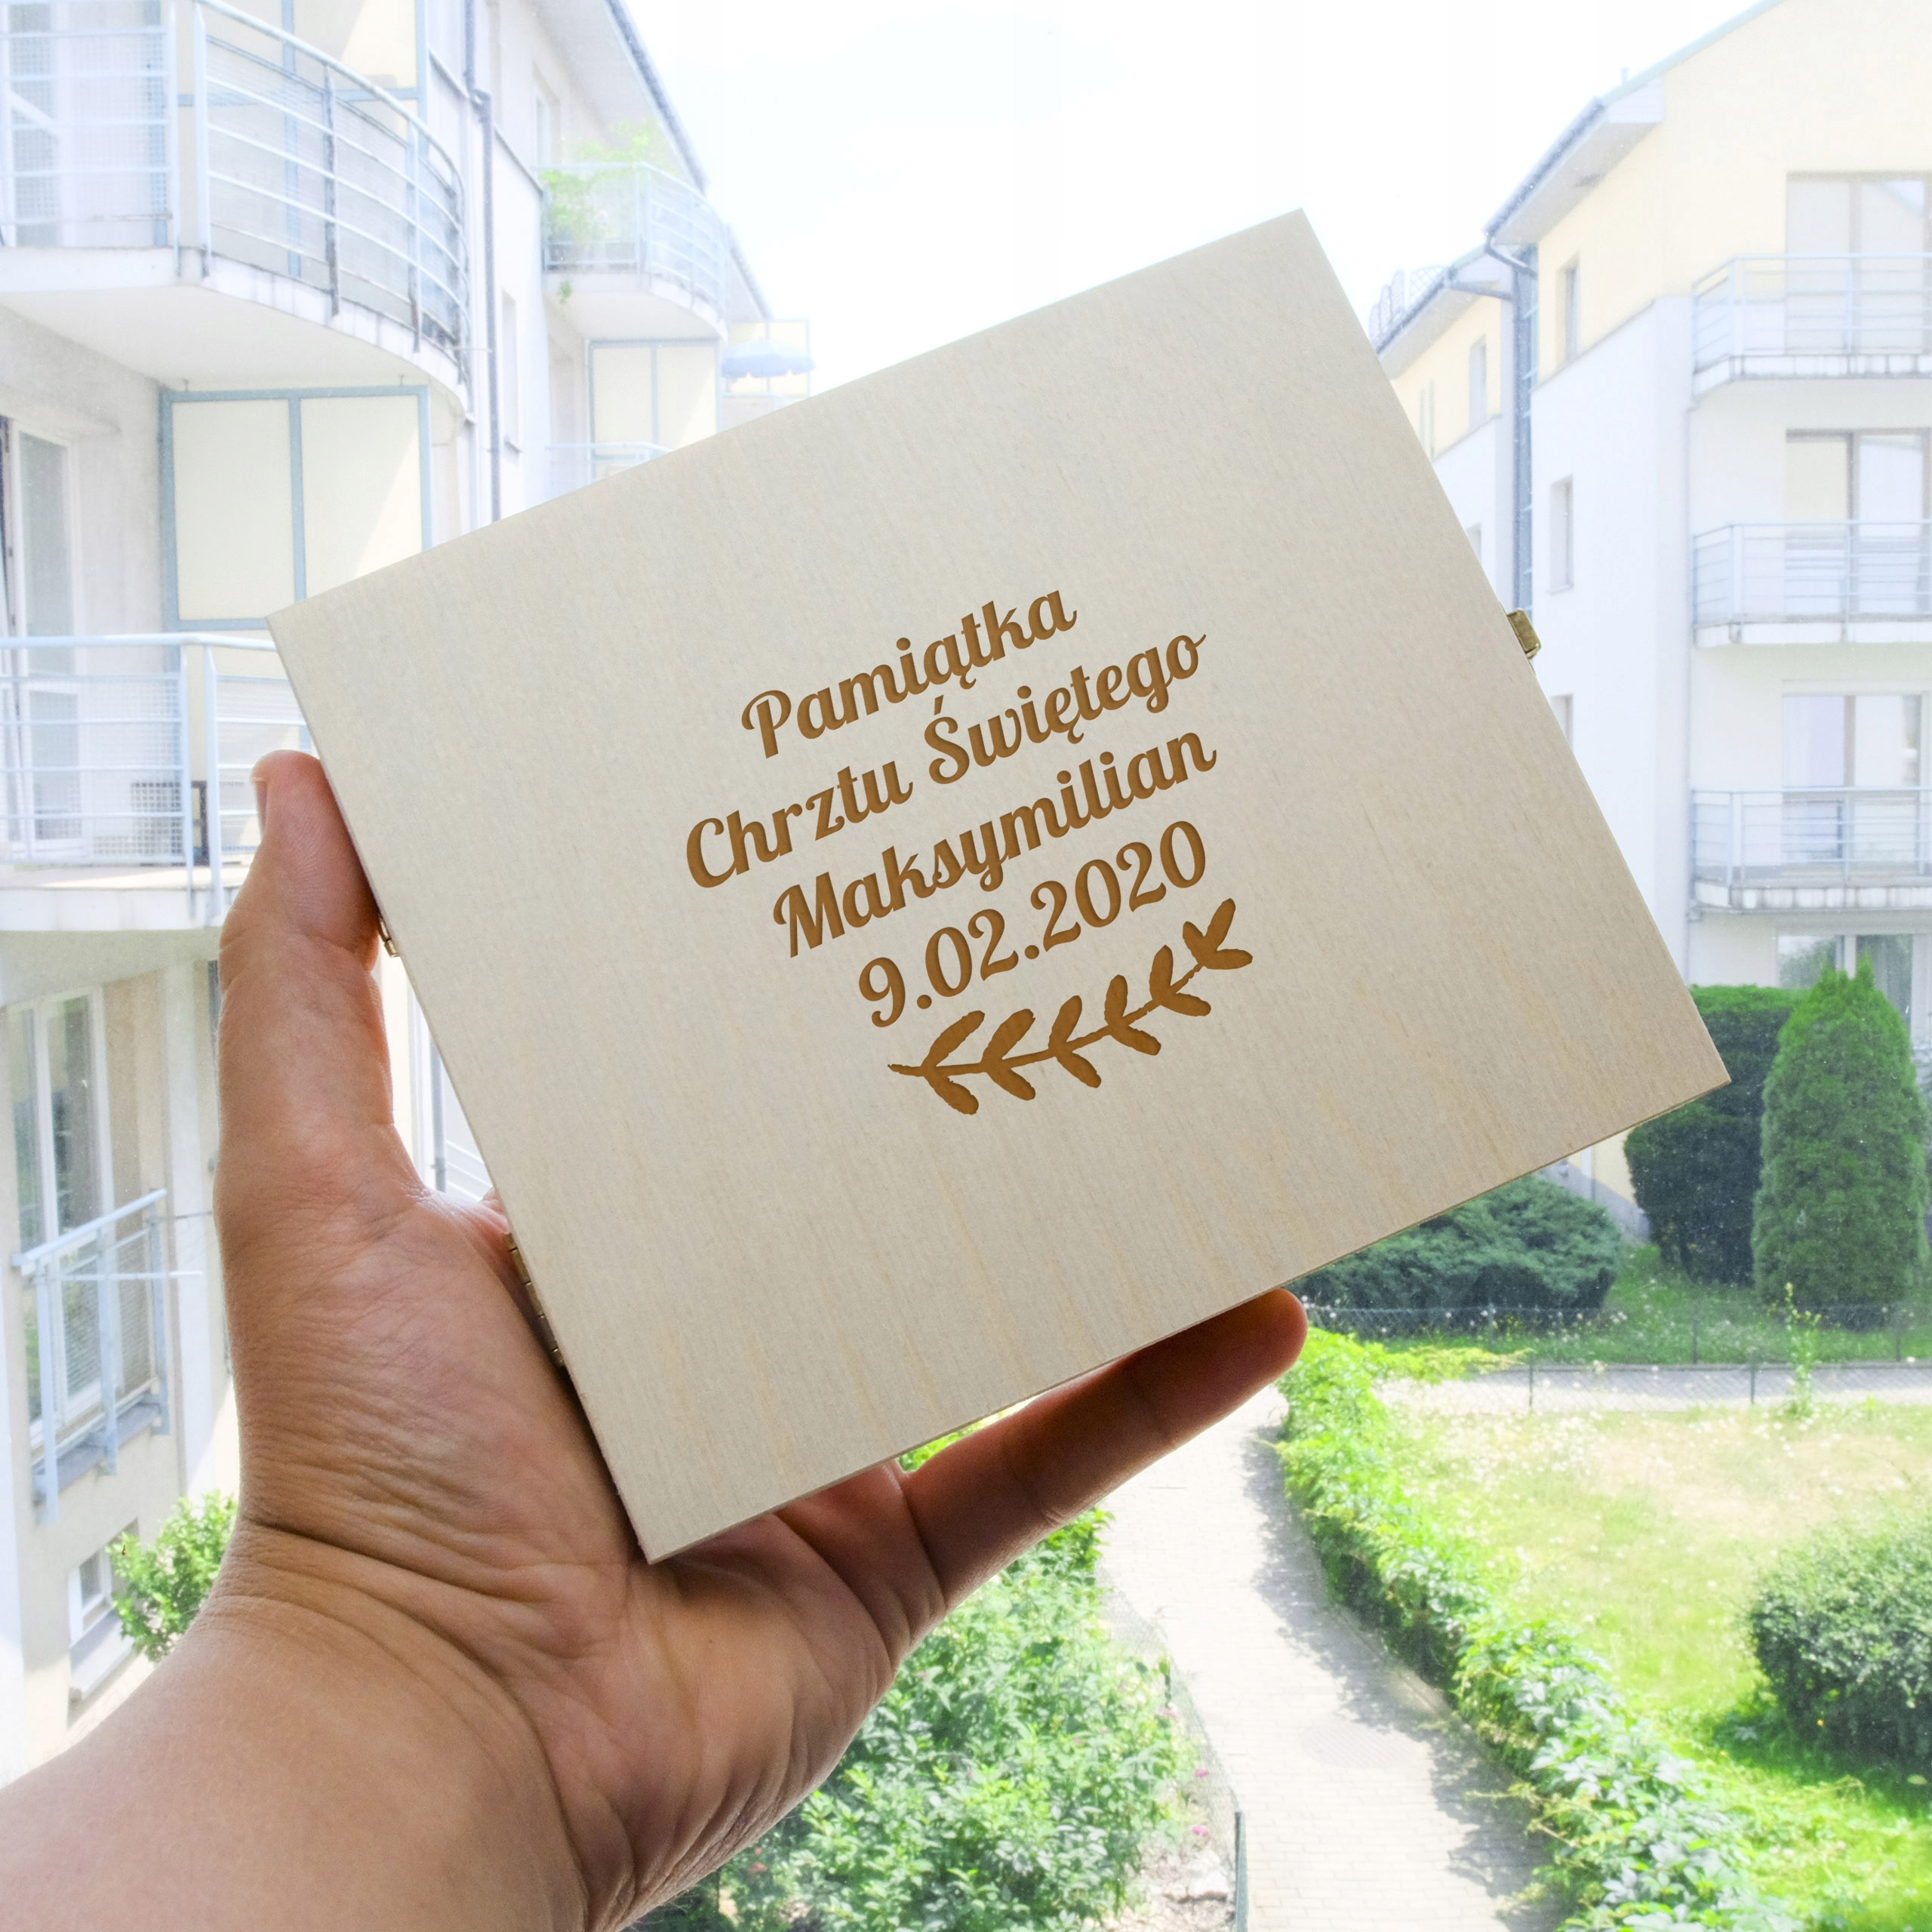 Pamiątka
Chrztu Świętego
Maksymilian
9.02.2020